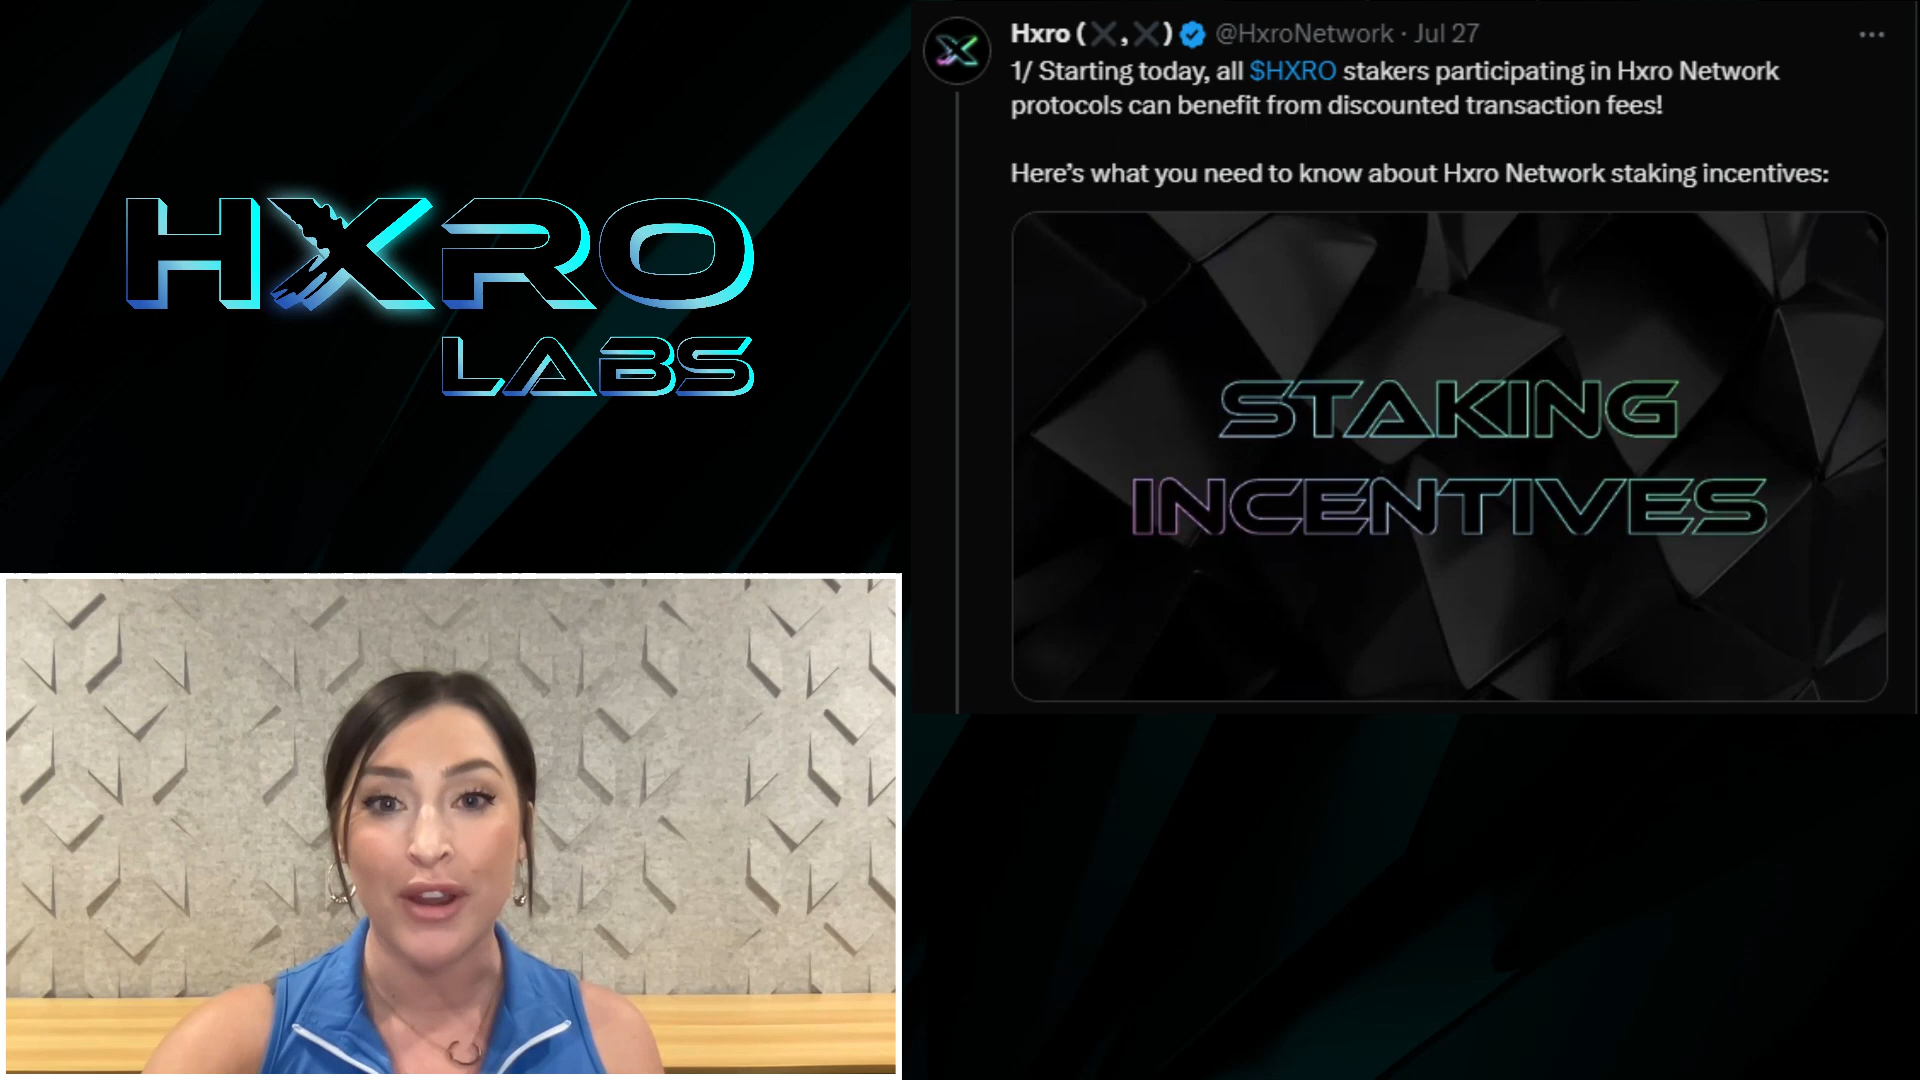 HXRO
LABS
Hxro (❌,❌) @HxroNetwork · Jul 27
1/ Starting today, all $HXRO stakers participating in Hxro Network
protocols can benefit from discounted transaction fees!
Here’s what you need to know about Hxro Network staking incentives:
STAKING
INCENTIVES